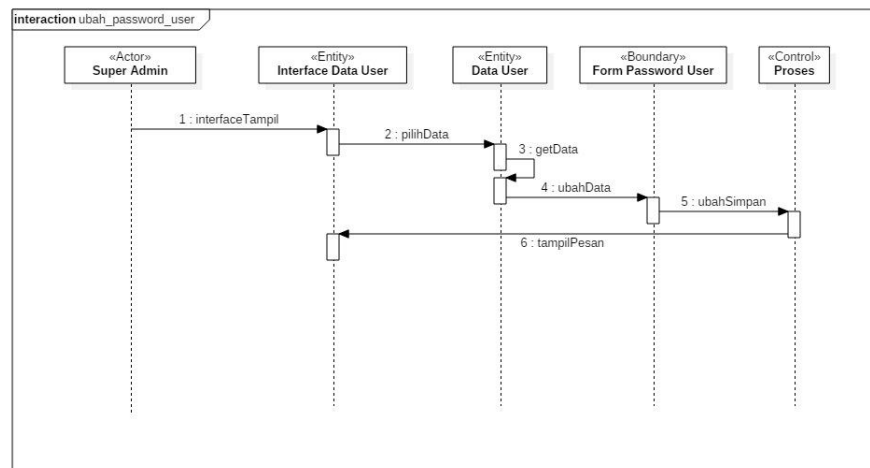 interaction ubah_password_user
«Actor»
Super Admin
«Entity»
Interface Data User
«Entity»
Data User
«Boundary»
Form Password User
«Control»
Proses
1 : interfaceTampil
2 : pilihData
3 : getData
4 : ubahData
5 : ubahSimpan
6 : tampilPesan